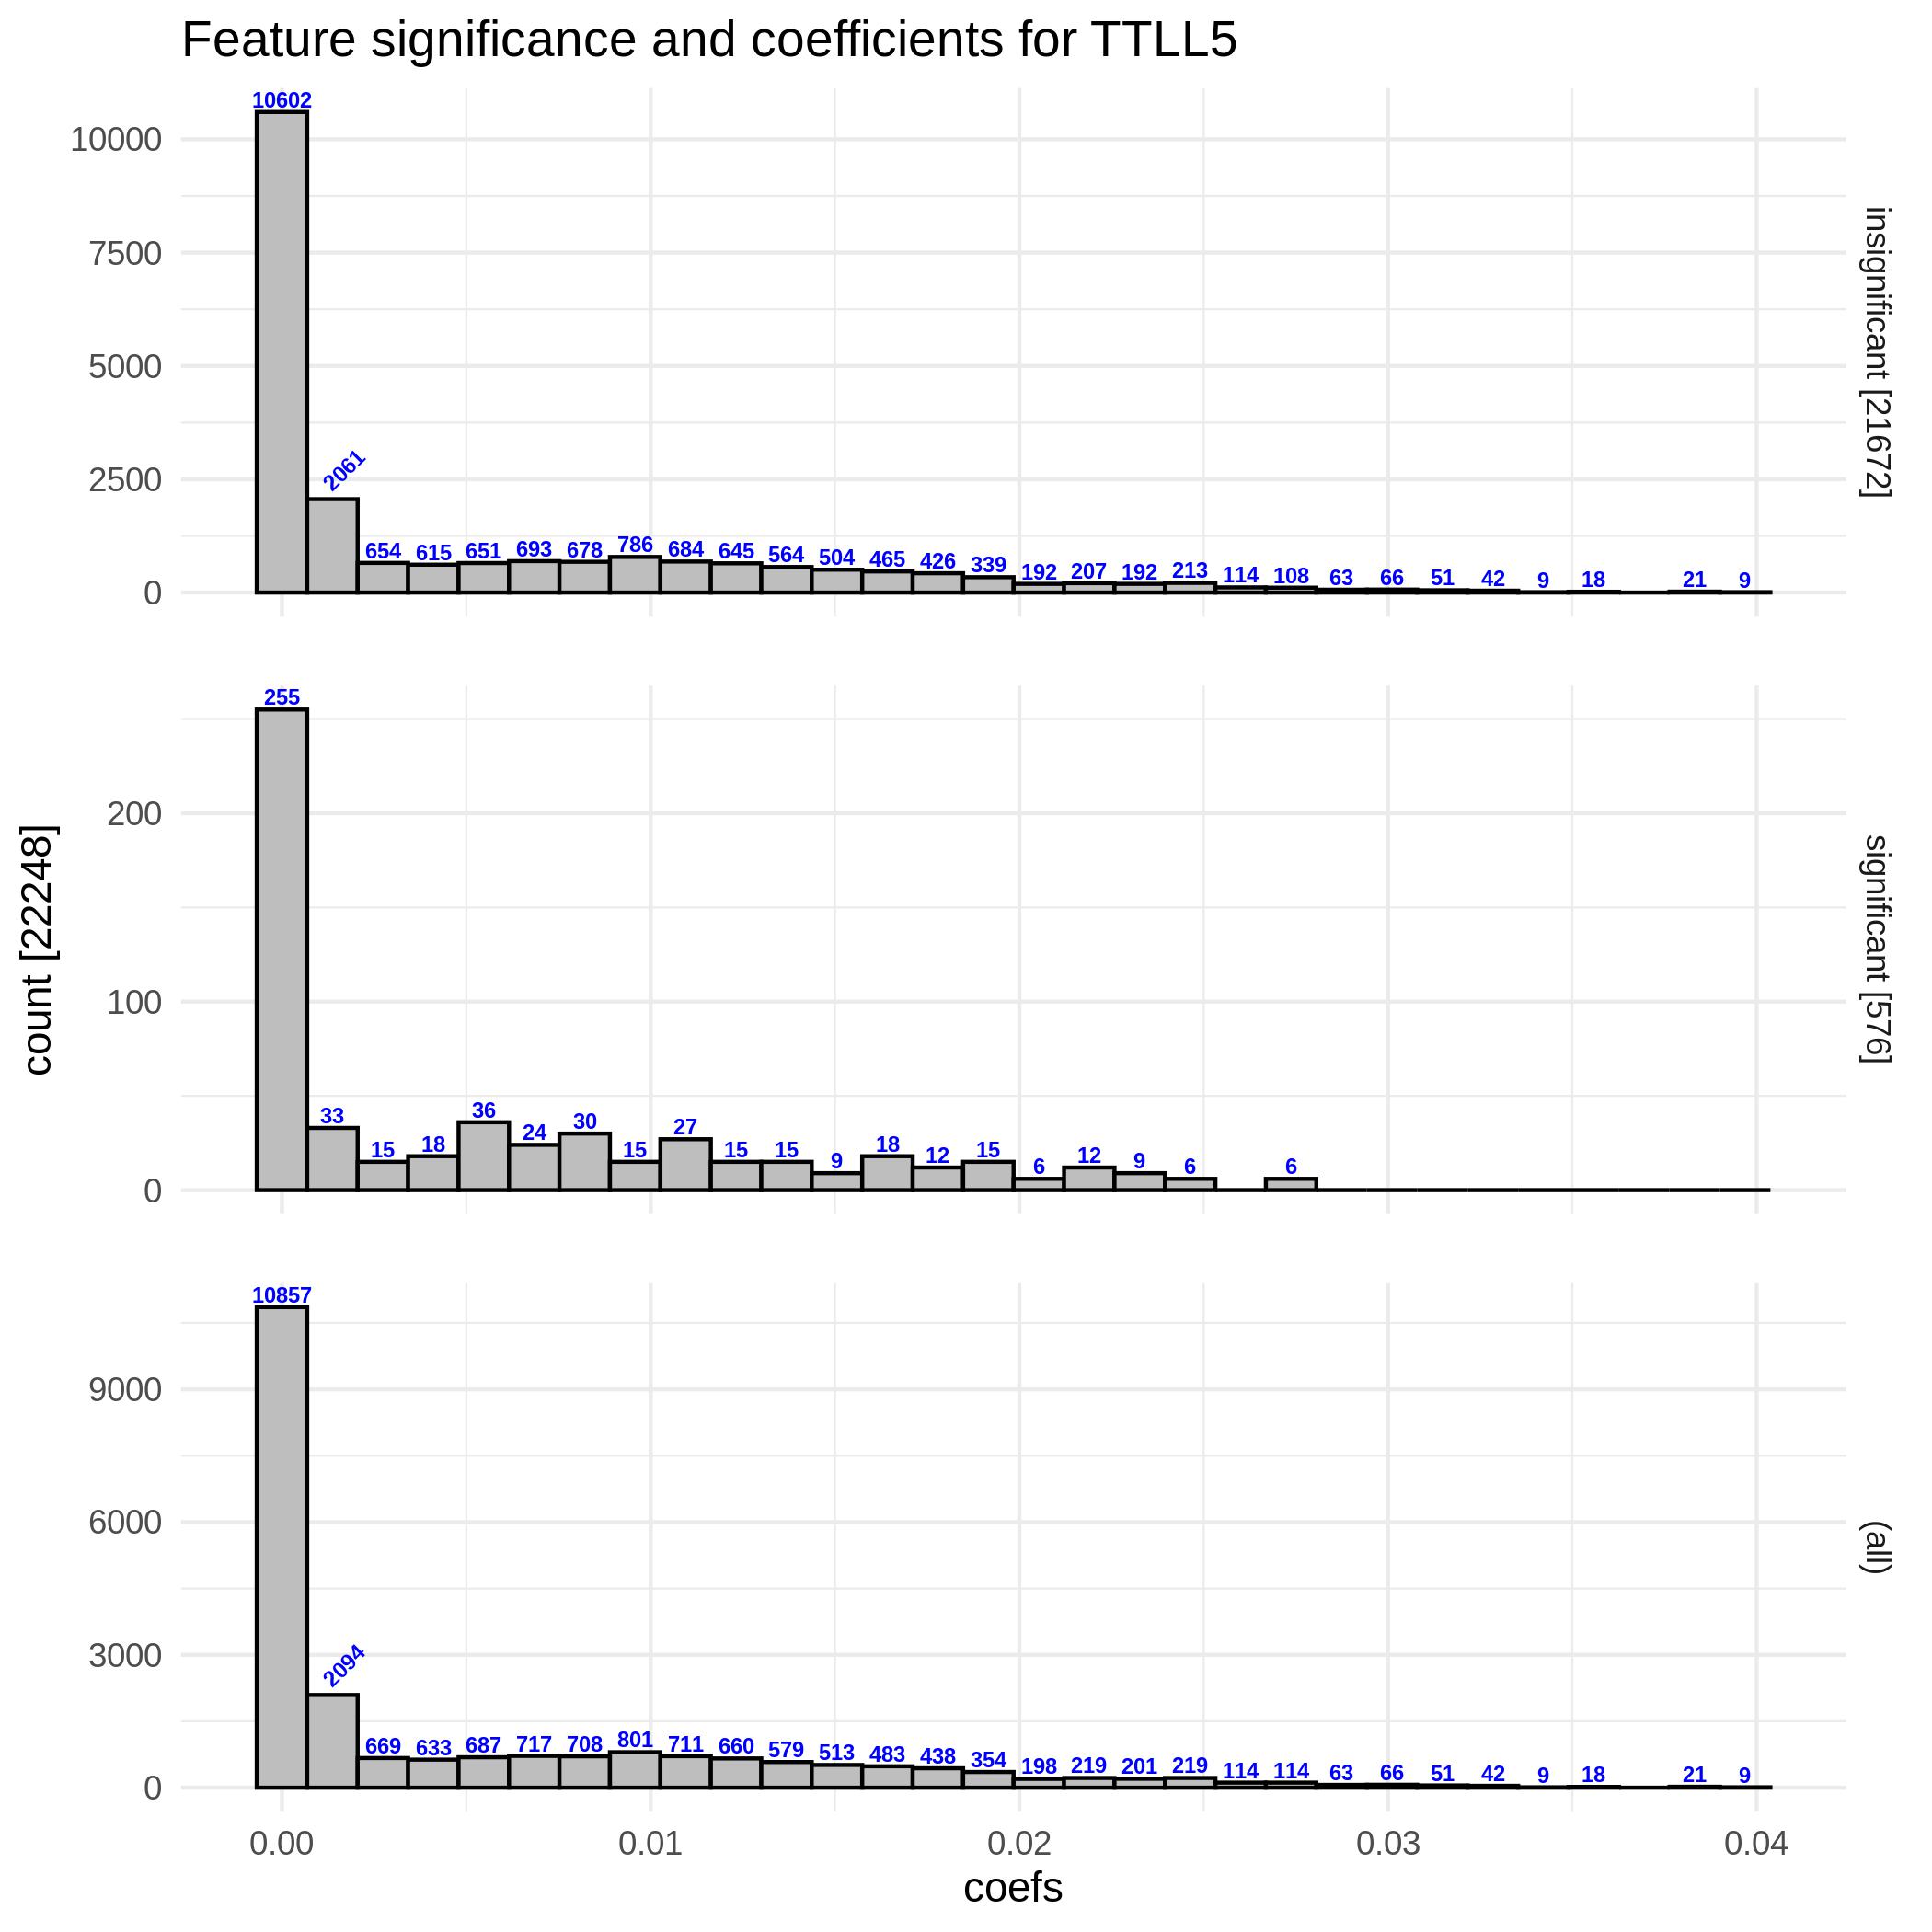 Feature significance and coefficients for TTLL5
10602
10000
7500
5000
2500
0
2061
654 615 651 693 678 786 684 645 564 504 465 426 339 192 207 192 213 114 108 63 66 51 42 9 18 21 9
insignificant [21672]
255
200
100
0
33 15 18 36 24 30 15 27 15 15 9 18 12 15 6 12 9 6 6
significant [576]
count [22248]
10857
9000
6000
3000
0
2094
669 633 687 717 708 801 711 660 579 513 483 438 354 198 219 201 219 114 114 63 66 51 42 9 18 21 9
(all)
0.00 0.01 0.02 0.03 0.04
coefs